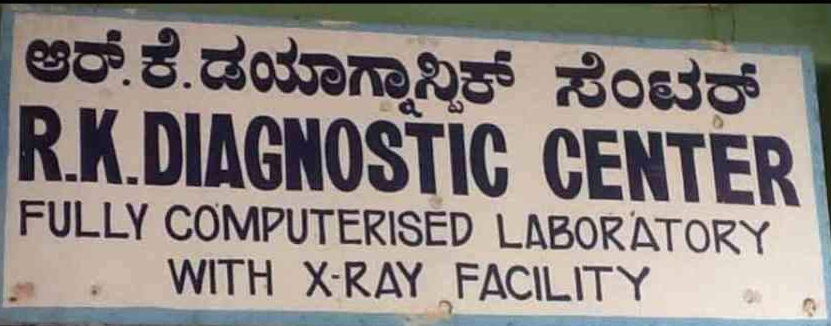 ಆರ್.ಕೆ.ಡಯಾಗ್ನಾಸ್ಟಿಕ್ ಸೆಂಟರ್
R.K.DIAGNOSTIC CENTER
FULLY COMPUTERISED LABORATORY
WITH X-RAY FACILITY